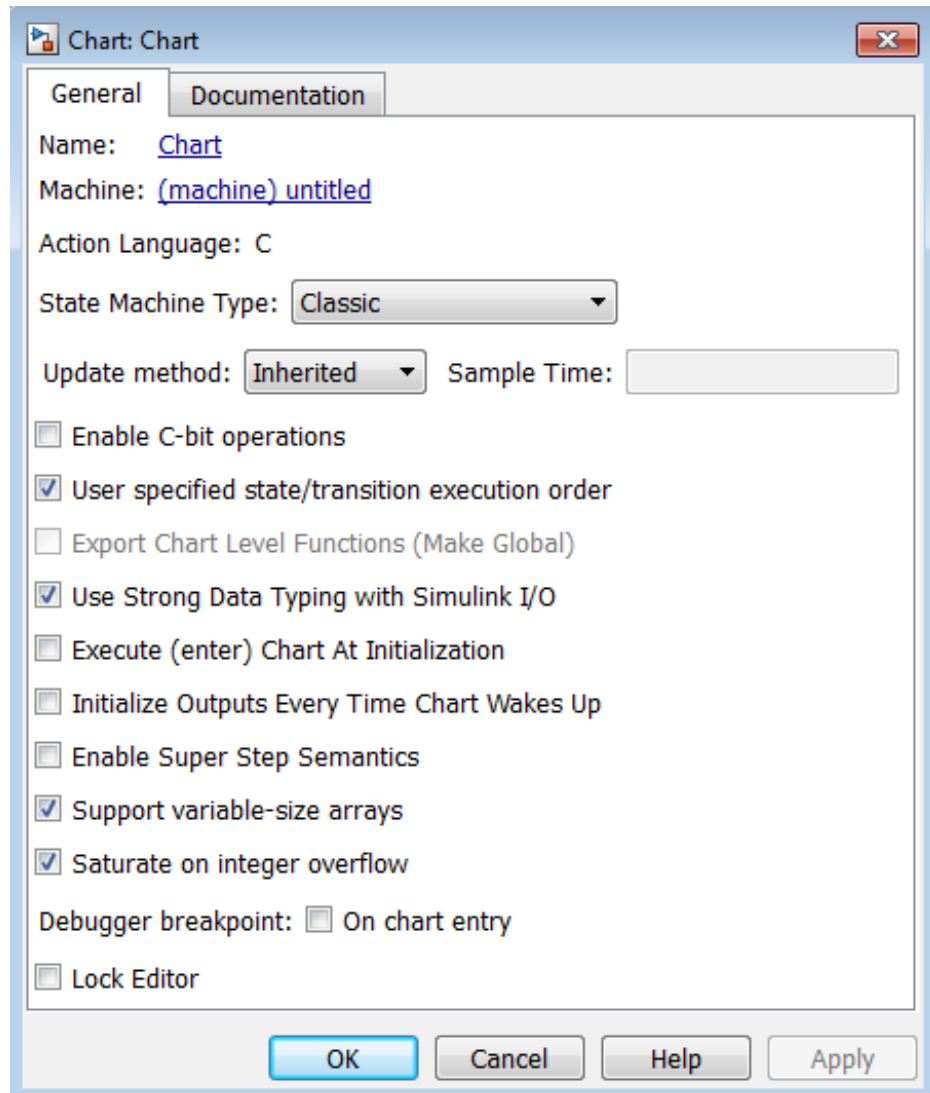 Chart: Chart
General Documentation
Name: Chart
Machine: (machine) untitled
Action Language: C
State Machine Type: Classic
Update method: Inherited Sample Time:
Enable C-bit operations
User specified state/transition execution order
Export Chart Level Functions (Make Global)
Use Strong Data Typing with Simulink I/O
Execute (enter) Chart At Initialization
Initialize Outputs Every Time Chart Wakes Up
Enable Super Step Semantics
Support variable-size arrays
Saturate on integer overflow
Debugger breakpoint: On chart entry
Lock Editor
OK Cancel Help Apply